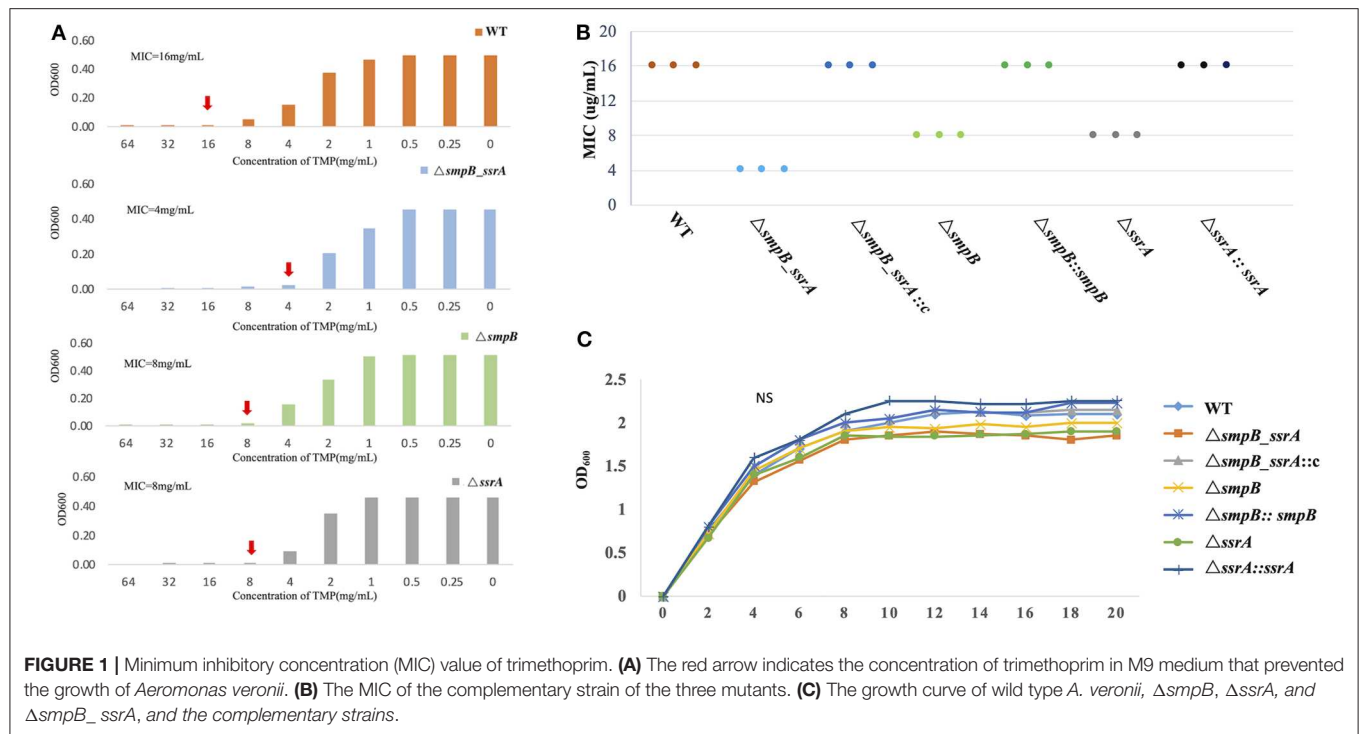 A
WT
0.60
0.40
0.20
0.00
OD600
MIC=16mg/mL
64 32 16 8 4 2 1 0.5 0.25 0
Concentration of TMP(mg/mL)
△smpB_ssrA
0.60
0.40
0.20
0.00
OD600
MIC=4mg/mL
64 32 16 8 4 2 1 0.5 0.25 0
Concentration of TMP(mg/mL)
△smpB
0.60
0.40
0.20
0.00
OD600
MIC=8mg/mL
64 32 16 8 4 2 1 0.5 0.25 0
Concentration of TMP(mg/mL)
△ssrA
0.60
0.40
0.20
0.00
OD600
MIC=8mg/mL
64 32 16 8 4 2 1 0.5 0.25 0
Concentration of TMP(mg/mL)
B
20
16
12
8
4
0
MIC (ug/mL)
WT
△smpB_ssrA
△smpB_ssrA::c
△smpB
△smpB::smpB
△ssrA
△ssrA::ssrA
C
2.5
2
1.5
1
0.5
0
OD600
NS
0 2 4 6 8 10 12 14 16 18 20
WT
△smpB_ssrA
△smpB_ssrA::c
△smpB
△smpB:: smpB
△ssrA
△ssrA::ssrA
FIGURE 1 | Minimum inhibitory concentration (MIC) value of trimethoprim. (A) The red arrow indicates the concentration of trimethoprim in M9 medium that prevented
the growth of Aeromonas veronii. (B) The MIC of the complementary strain of the three mutants. (C) The growth curve of wild type A. veronii, ΔsmpB, ΔssrA, and
ΔsmpB_ ssrA, and the complementary strains.